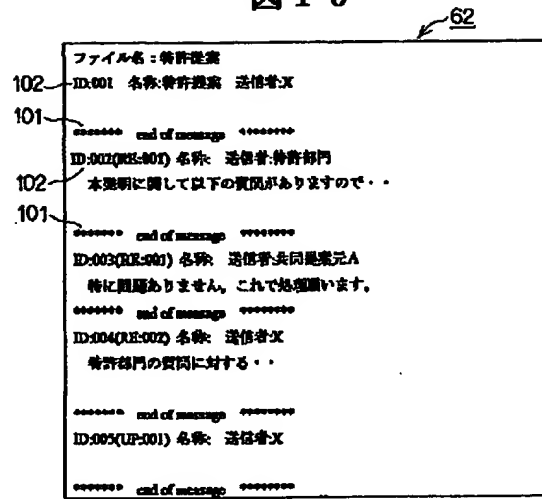 図10
62
ファイル名:特許提案
102 ID:001 名称:特許提案 送信者:X
101
******* end of message ********
ID:002(RE:001) 名称: 送信者:特許部門
102
本発明に関して以下の質問がありますので・・
101
******* end of message ********
ID:003(RE:001) 名称: 送信者:共同提案元A
特に問題ありません。これで処理願います。
******* end of message ********
ID:004(RE:002) 名称: 送信者:X
特許部門の質問に対する・・
******* end of message ********
ID:005(UP:001) 名称: 送信者:X
******* end of message ********